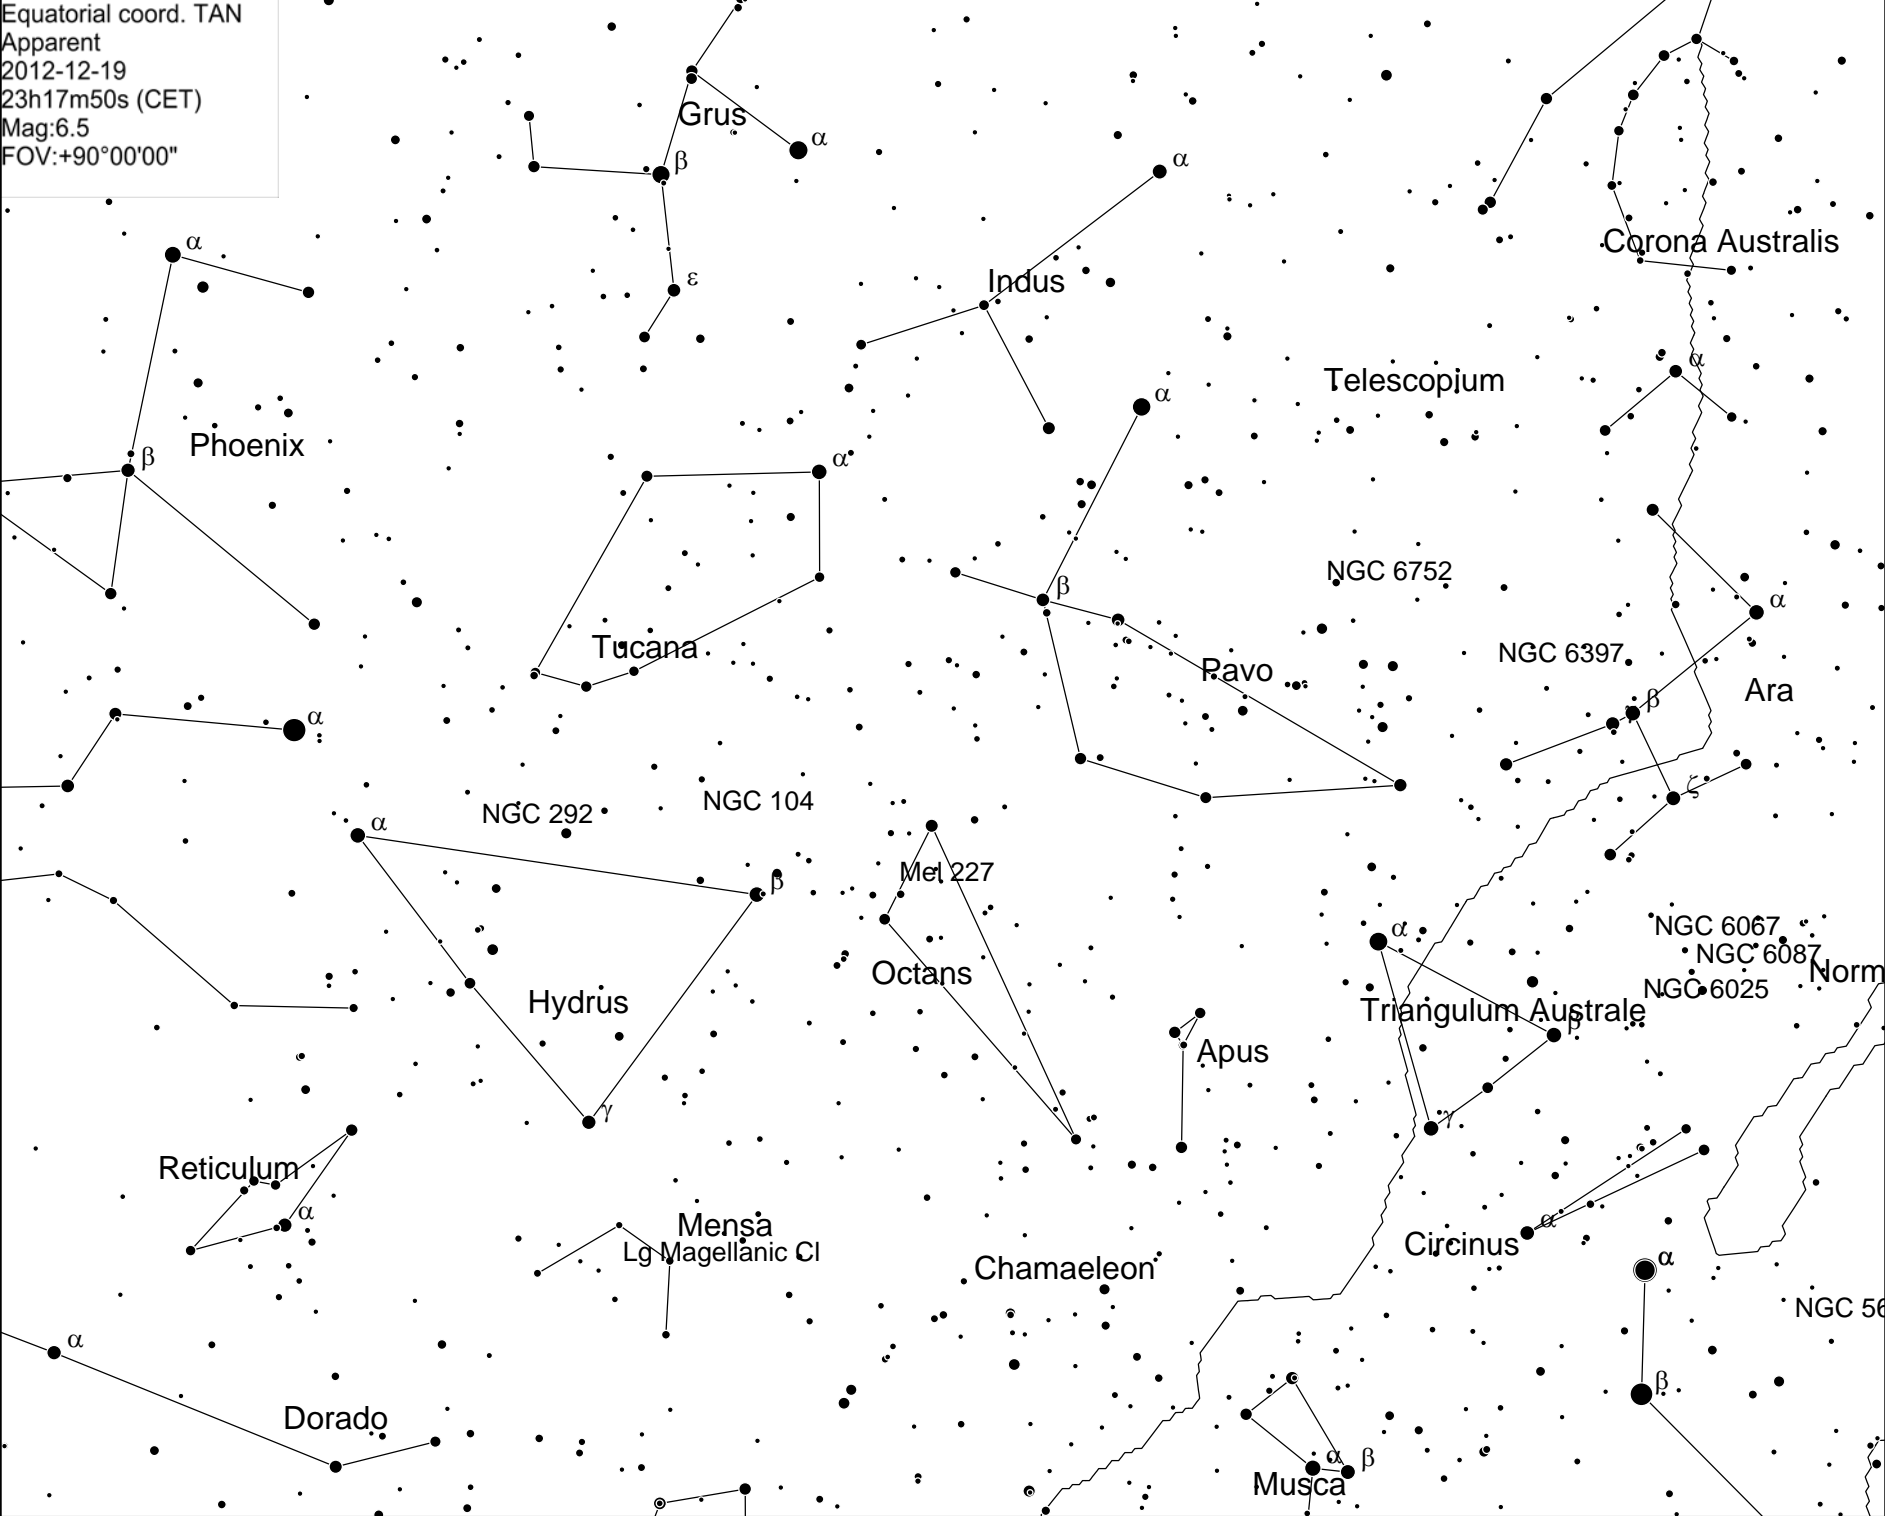 Equatorial coord. TAN
Apparent
2012-12-19
23h17m50s (CET)
Mag:6.5
FOV:+90°00'00"
Grus
α
β
α
α
Corona Australis
ε
Indus
α
Telescopium
α
Phoenix
β
α
NGC 6752
β
α
Tucana
NGC 6397
Pavo
Ara
β
α
ζ
NGC 104
NGC 292
α
Mel 227
β
NGC 6067
α
NGC 6087
Norm
Octans
NGC 6025
Hydrus
Triangulum Australe
β
Apus
γ
γ
Reticulum
α
α
Mensa
Circinus
Lg Magellanic Cl
α
Chamaeleon
NGC 56
α
β
Dorado
α
β
Musca